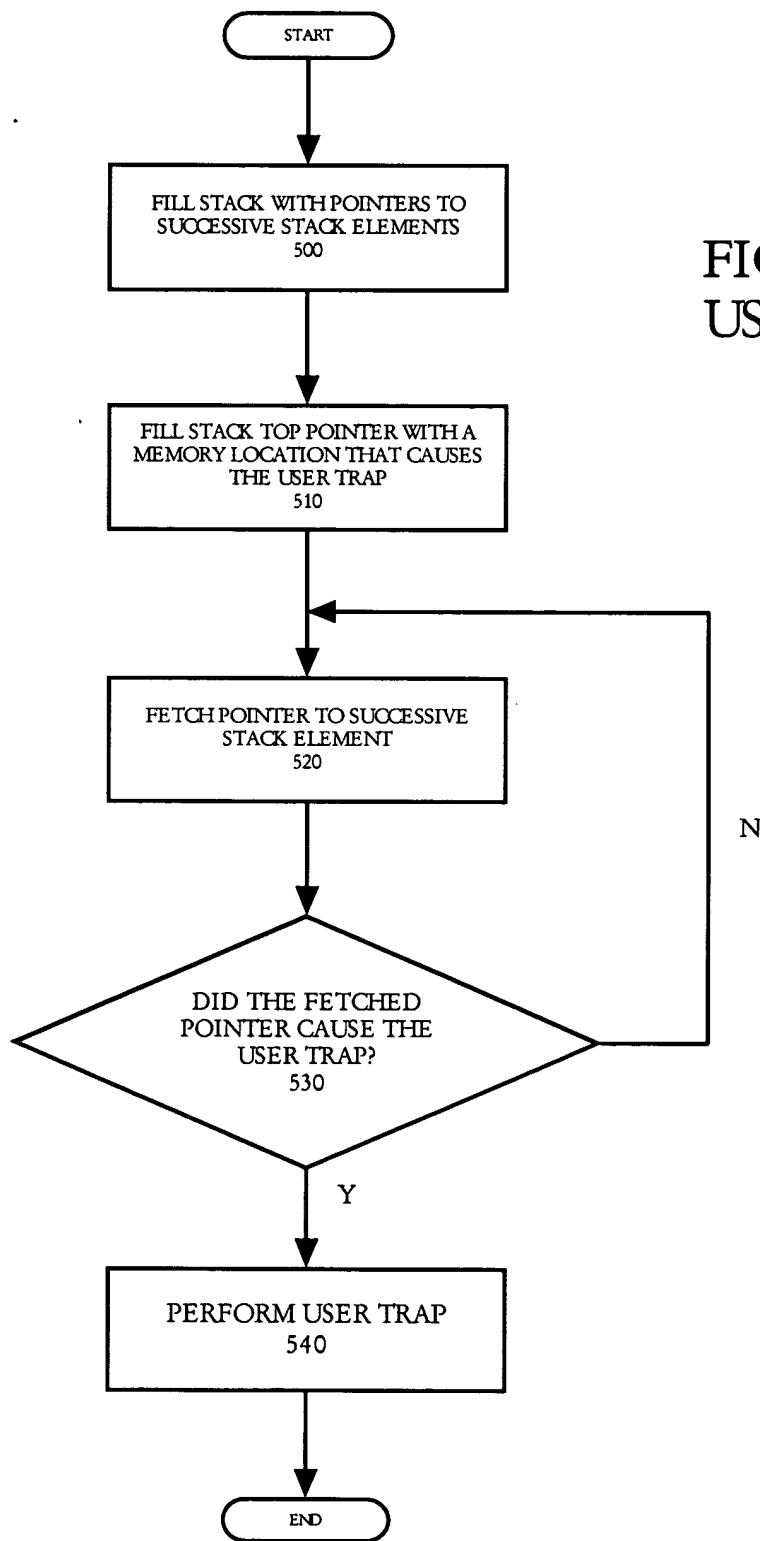 START
FILL STACK WITH POINTERS TO
SUCCESSIVE STACK ELEMENTS
500
FILL STACK TOP POINTER WITH A
MEMORY LOCATION THAT CAUSES
THE USER TRAP
510
FETCH POINTER TO SUCCESSIVE
STACK ELEMENT
520
N
DID THE FETCHED
POINTER CAUSE THE
USER TRAP?
530
Y
PERFORM USER TRAP
540
END